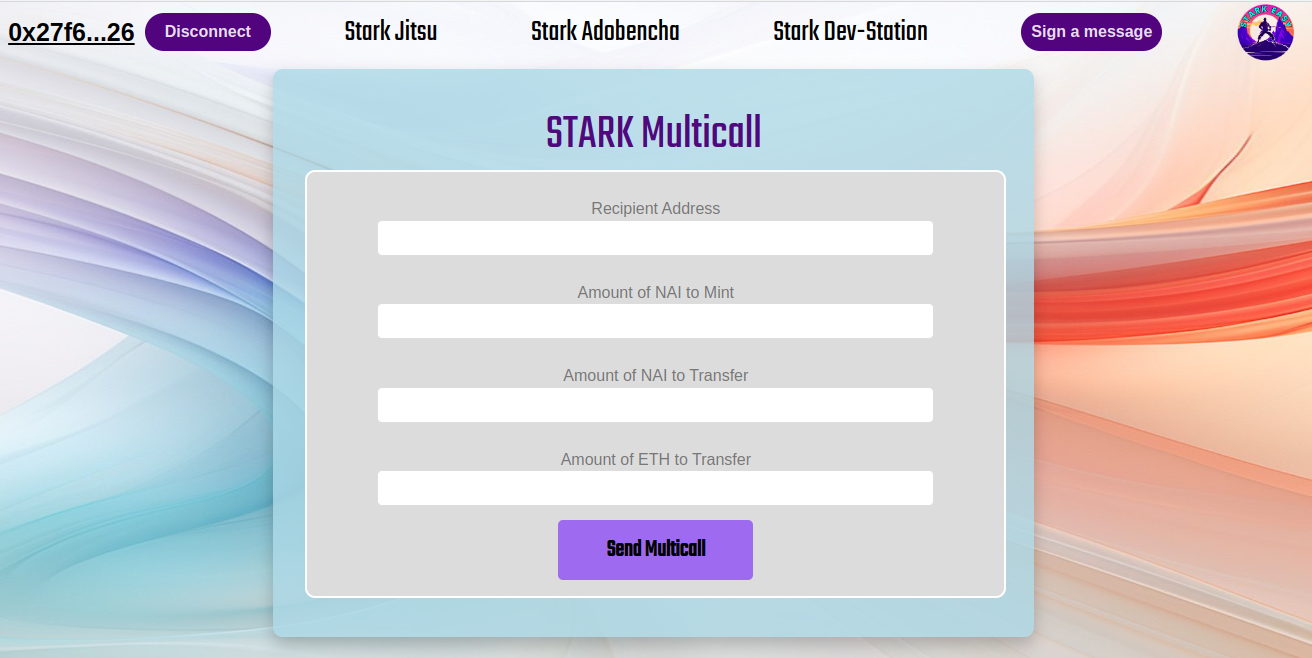 0x27f6...26
Disconnect
Stark Jitsu
Stark Adobencha
Stark Dev-Station
Sign a message
STARK EASY
STARK Multicall
Recipient Address
Amount of NAI to Mint
Amount of NAI to Transfer
Amount of ETH to Transfer
Send Multicall